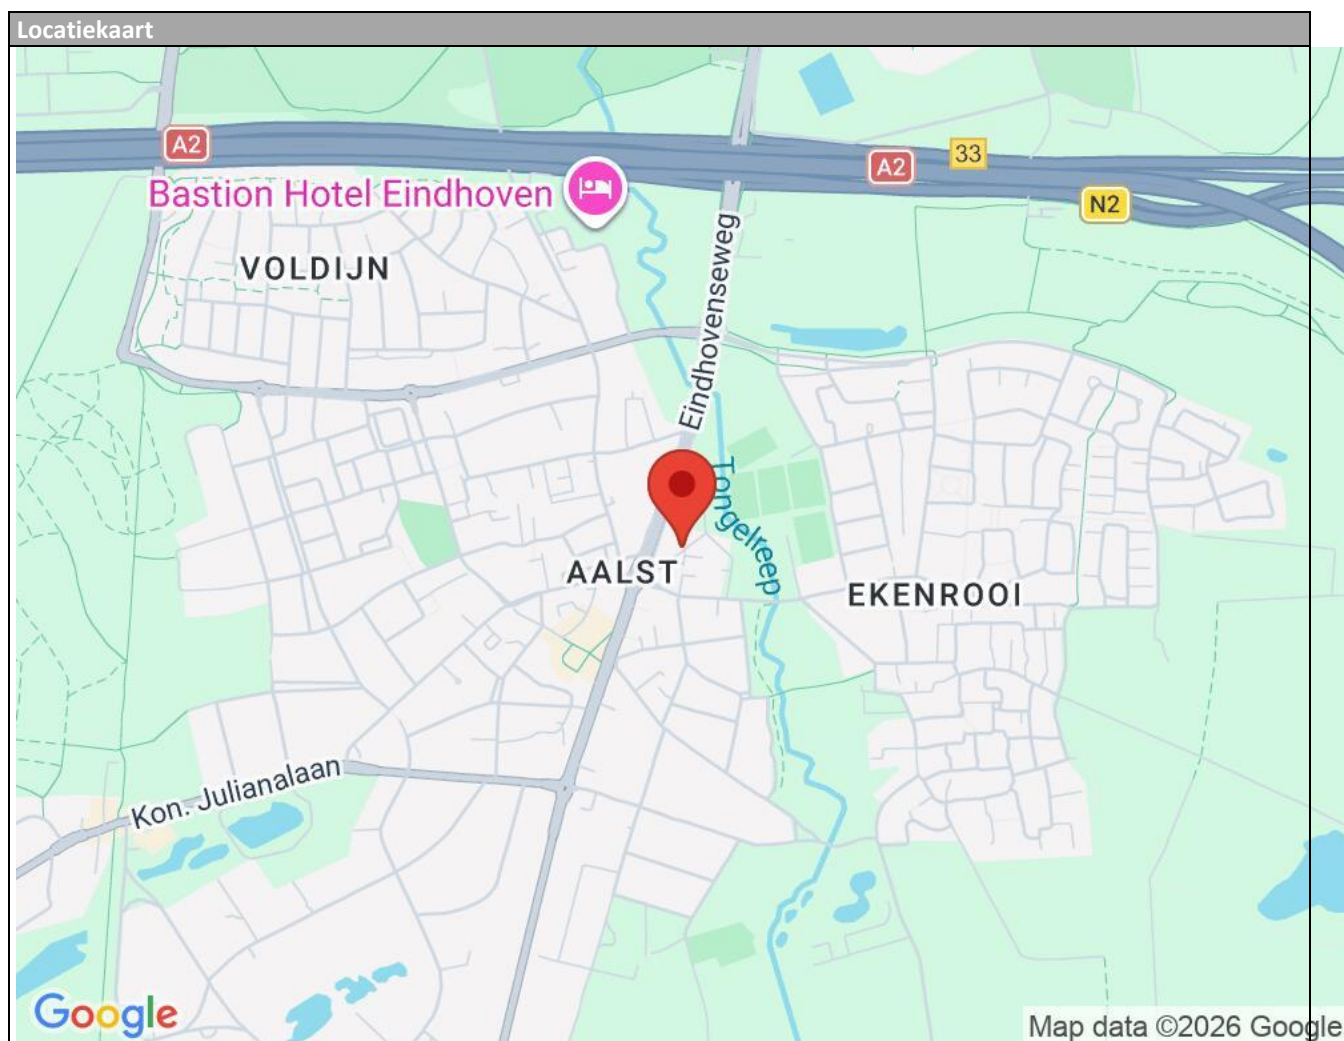 Locatiekaart
A2
33
A2
Bastion Hotel Eindhoven
N2
VOLDIJN
Eindhovenseweg
Tongelreep
AALST
EKENROOI
Kon. Julianalaan
Google
Map data ©2026 Google